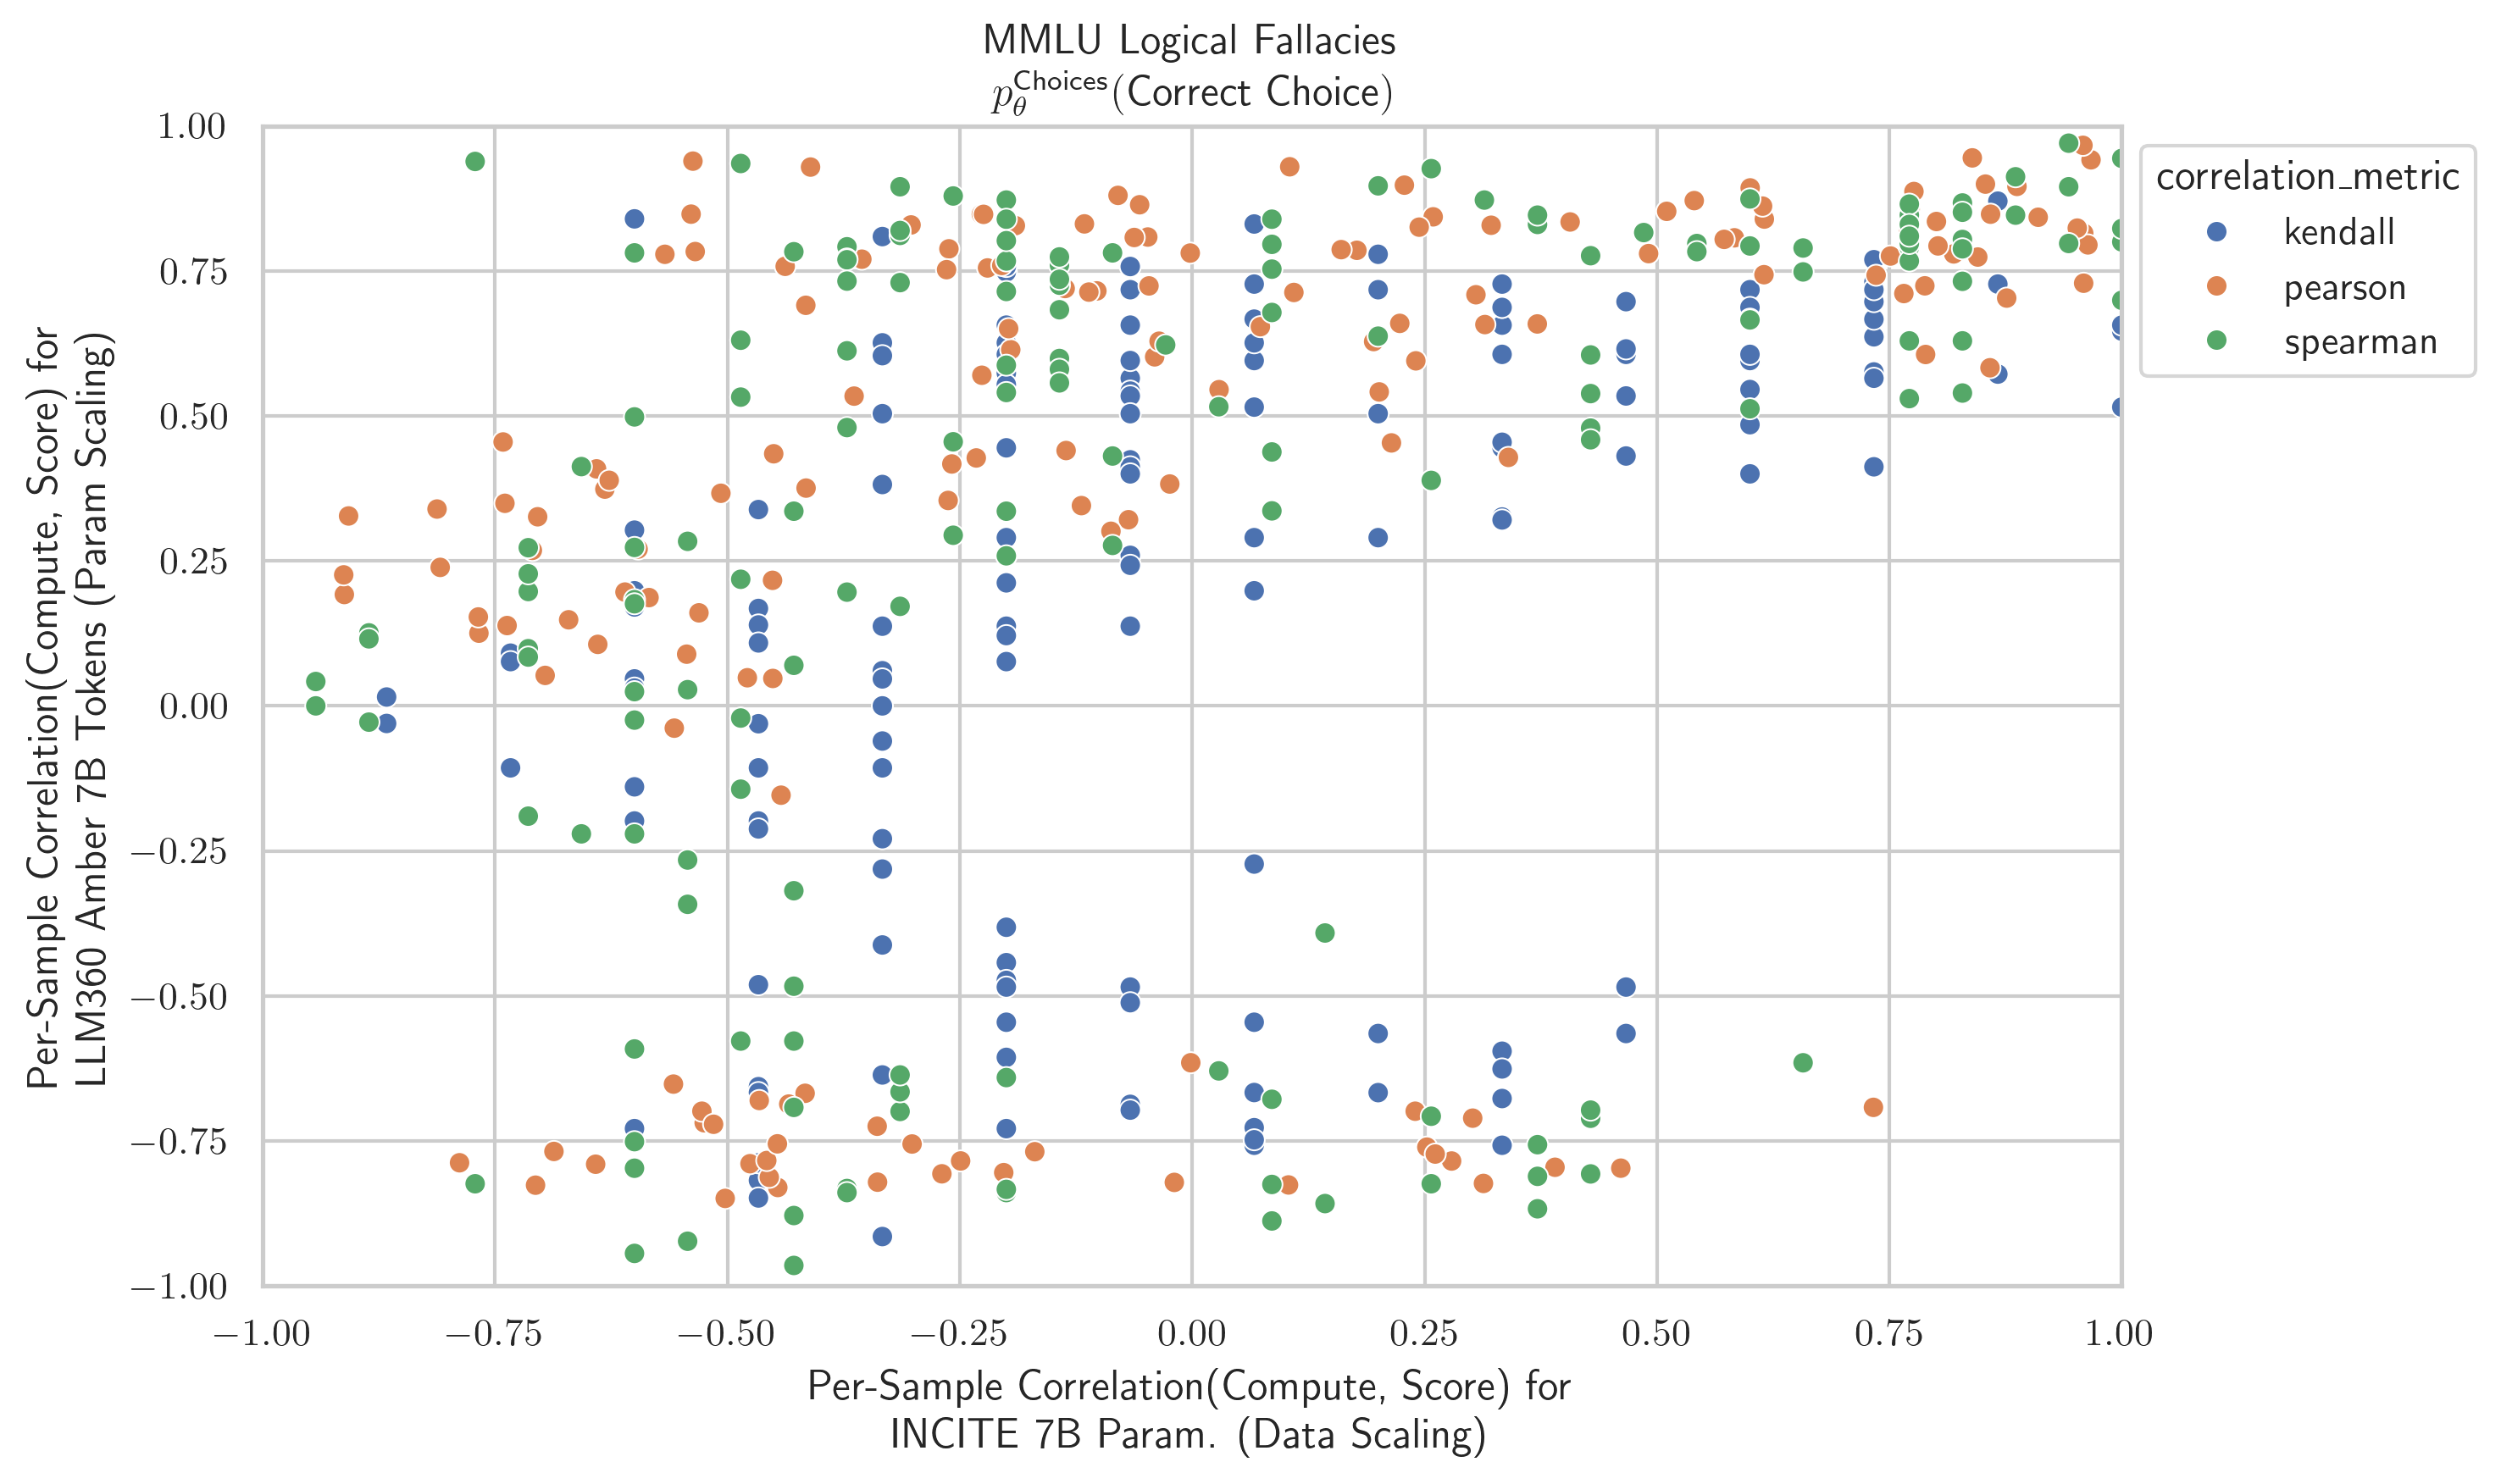 MMLU Logical Fallacies
p_θ^Choices(Correct Choice)
1.00
0.75
0.50
0.25
0.00
−0.25
−0.50
−0.75
−1.00
Per-Sample Correlation(Compute, Score) for
LLM360 Amber 7B Tokens (Param Scaling)
−1.00
−0.75
−0.50
−0.25
0.00
0.25
0.50
0.75
1.00
Per-Sample Correlation(Compute, Score) for
INCITE 7B Param. (Data Scaling)
correlation_metric
kendall
pearson
spearman